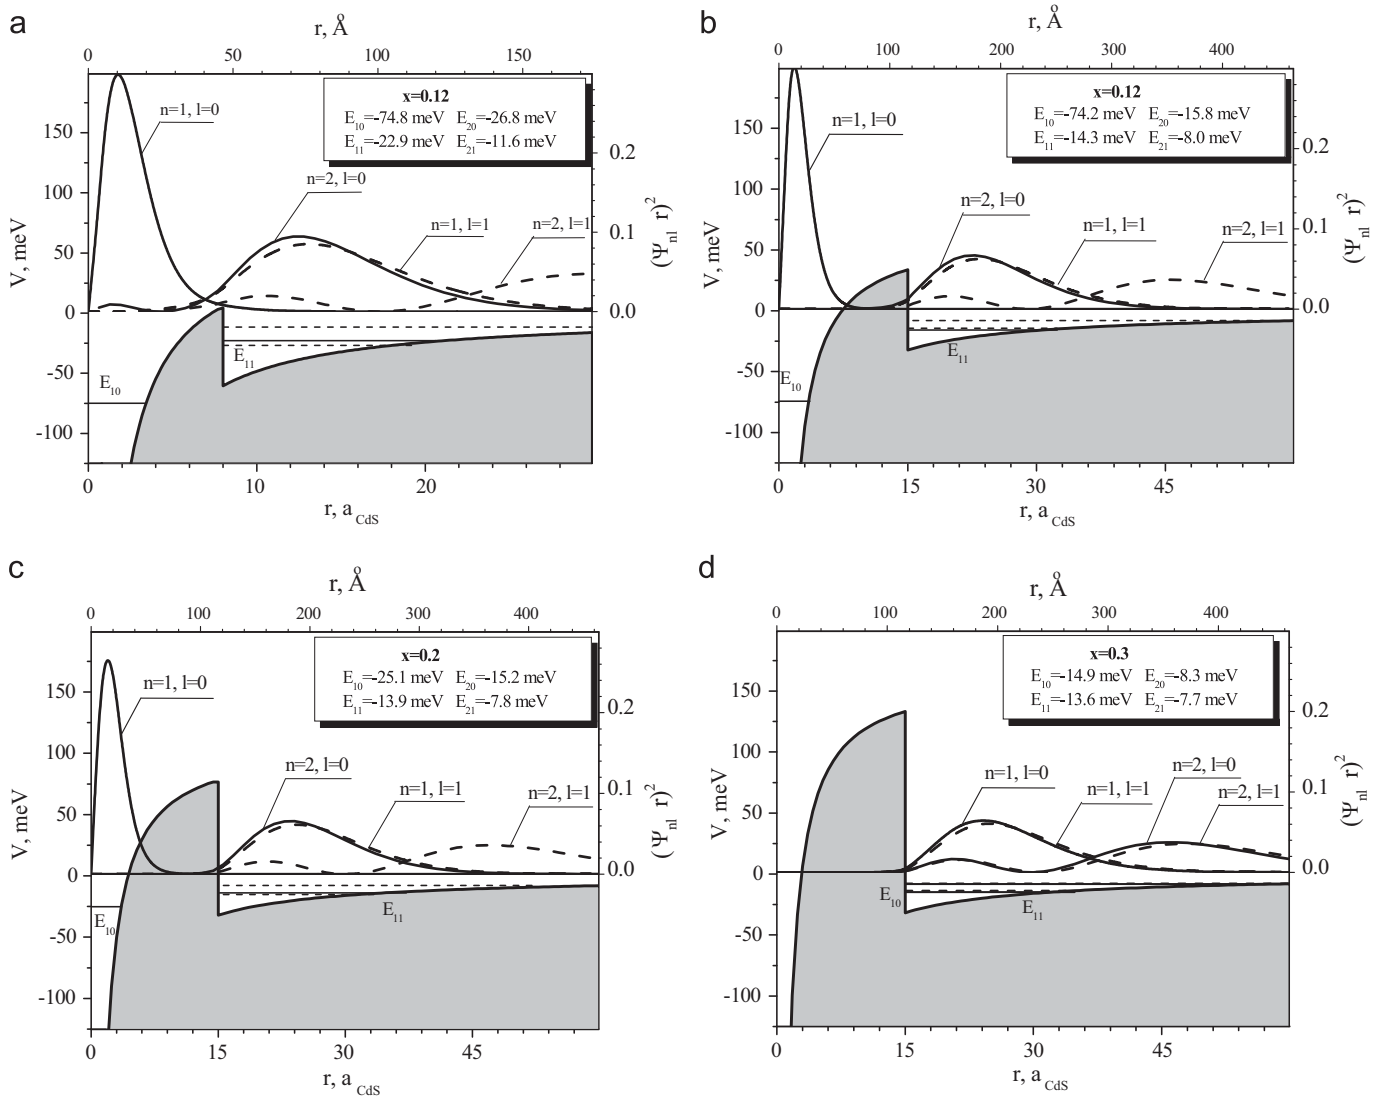 a
r, Å
0 50 100 150
x=0.12
E10=-74.8 meV E20=-26.8 meV
E11=-22.9 meV E21=-11.6 meV
n=1, l=0
n=2, l=0
n=1, l=1
n=2, l=1
V, meV
150
100
50
0
-50
-100
0.2
0.1
0.0
(Ψnl r)2
E10
E11
0 10 20
r, aCdS
b
r, Å
0 100 200 300 400
x=0.12
E10=-74.2 meV E20=-15.8 meV
E11=-14.3 meV E21=-8.0 meV
n=1, l=0
n=2, l=0
n=1, l=1
n=2, l=1
V, meV
150
100
50
0
-50
-100
0.2
0.1
0.0
(Ψnl r)2
E10
E11
0 15 30 45
r, aCdS
c
r, Å
0 100 200 300 400
x=0.2
E10=-25.1 meV E20=-15.2 meV
E11=-13.9 meV E21=-7.8 meV
n=1, l=0
n=2, l=0
n=1, l=1
n=2, l=1
V, meV
150
100
50
0
-50
-100
0.2
0.1
0.0
(Ψnl r)2
E10
E11
0 15 30 45
r, aCdS
d
r, Å
0 100 200 300 400
x=0.3
E10=-14.9 meV E20=-8.3 meV
E11=-13.6 meV E21=-7.7 meV
n=1, l=0
n=1, l=1
n=2, l=0
n=2, l=1
V, meV
150
100
50
0
-50
-100
0.2
0.1
0.0
(Ψnl r)2
E10
E11
0 15 30 45
r, aCdS